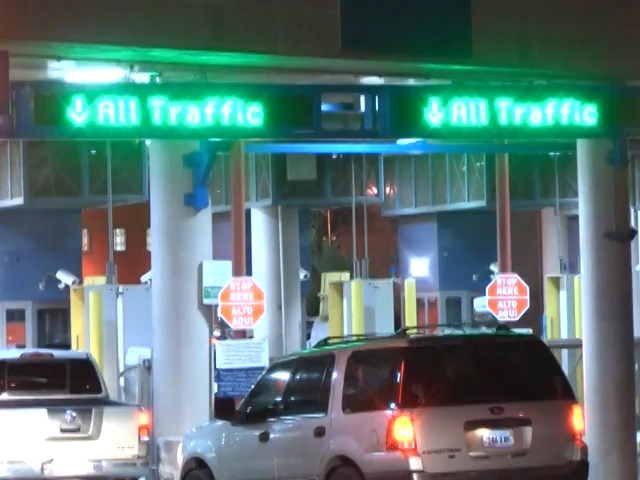 All Traffic
All Traffic
STOP
HERE
ALTO
AQUI
STOP
HERE
ALTO
AQUI